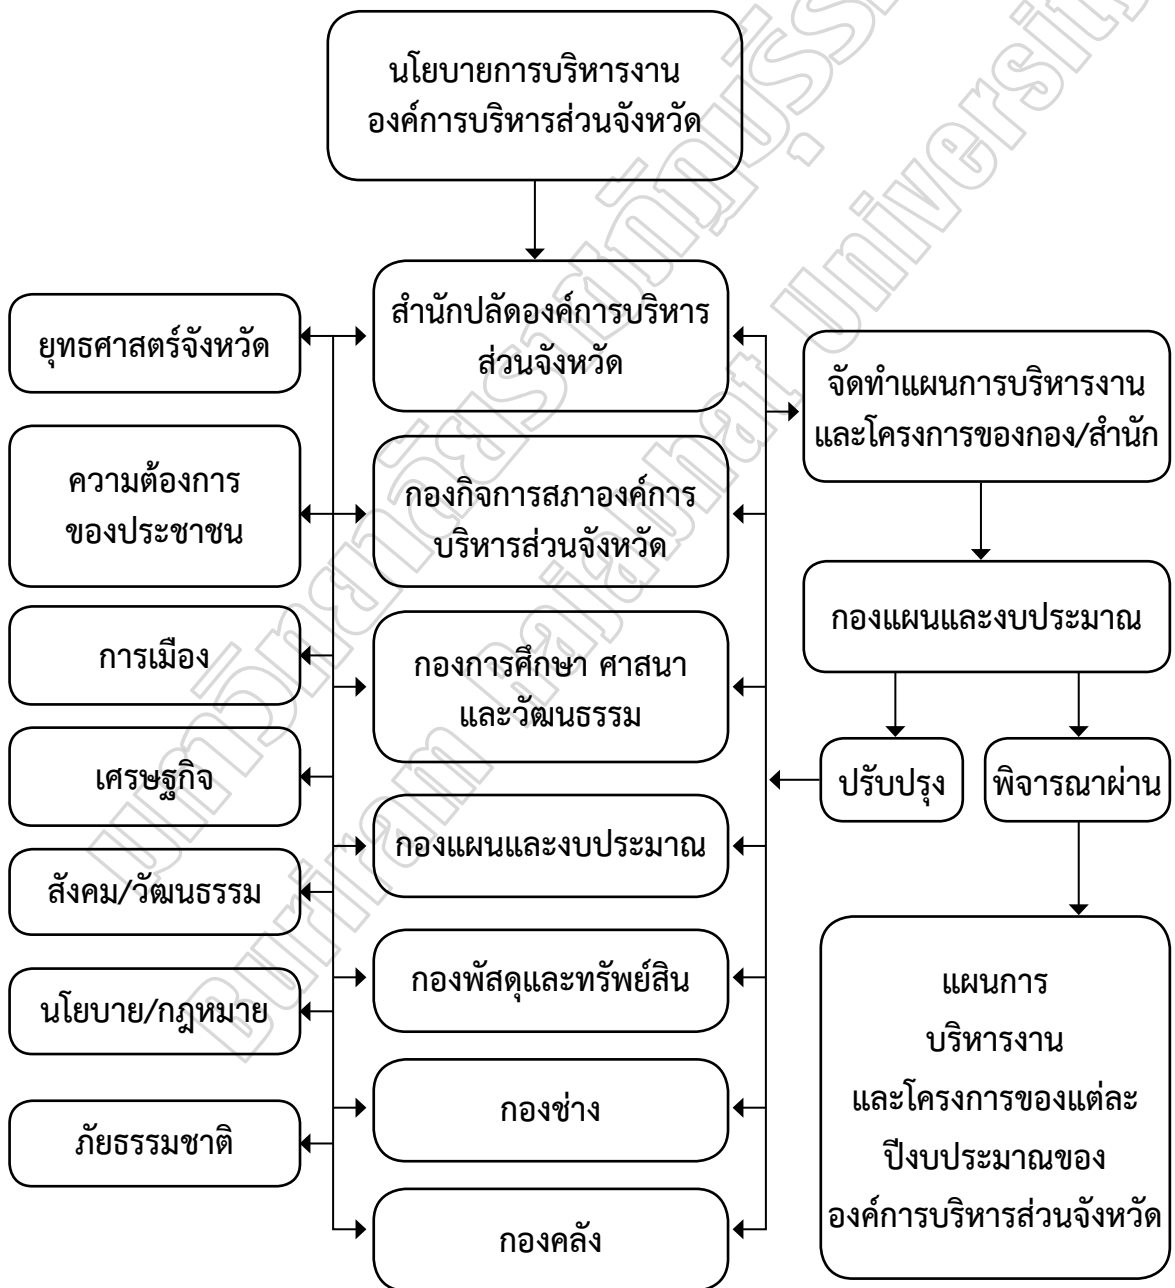 นโยบายการบริหารงาน
องค์การบริหารส่วนจังหวัด
ยุทธศาสตร์จังหวัด
ความต้องการ
ของประชาชน
การเมือง
เศรษฐกิจ
สังคม/วัฒนธรรม
นโยบาย/กฎหมาย
ภัยธรรมชาติ
สำนักปลัดองค์การบริหาร
ส่วนจังหวัด
กองกิจการสภาองค์การ
บริหารส่วนจังหวัด
กองการศึกษา ศาสนา
และวัฒนธรรม
กองแผนและงบประมาณ
กองพัสดุและทรัพย์สิน
กองช่าง
กองคลัง
จัดทำแผนการบริหารงาน
และโครงการของกอง/สำนัก
กองแผนและงบประมาณ
ปรับปรุง
พิจารณาผ่าน
แผนการ
บริหารงาน
และโครงการของแต่ละ
ปีงบประมาณของ
องค์การบริหารส่วนจังหวัด
Buriram Rajabhat University